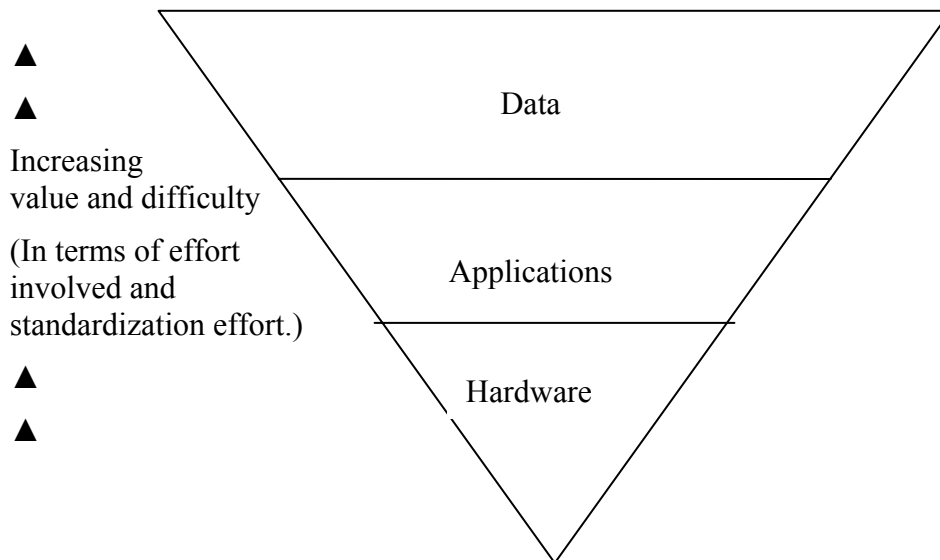 ▲
▲
Data
Increasing
value and difficulty
(In terms of effort
involved and
standardization effort.)
Applications
▲
Hardware
▲